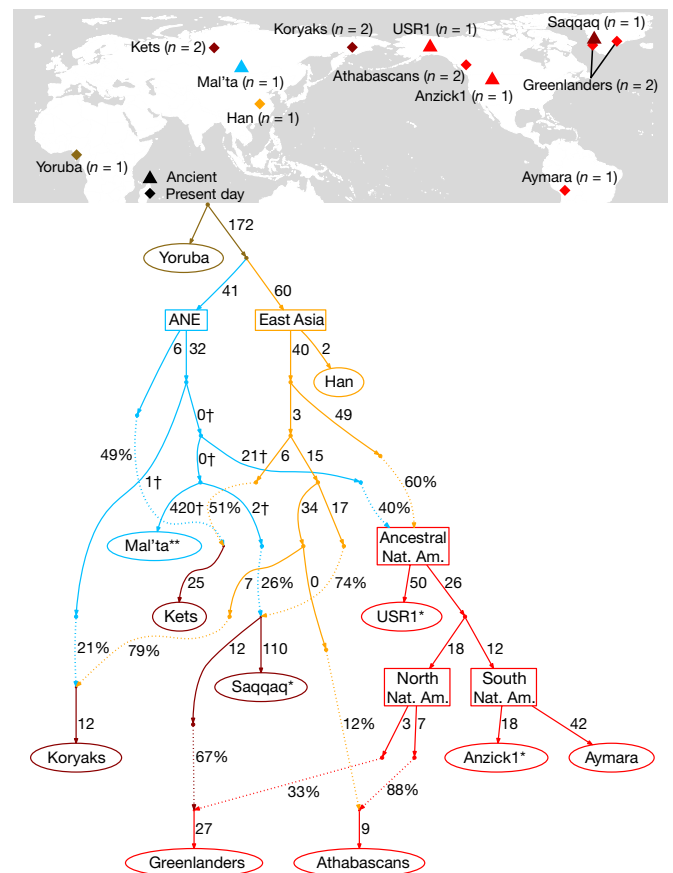 Saqqaq (n = 1)
Koryaks (n = 2)
USR1 (n = 1)
Kets (n = 2)
Athabascans (n = 2)
Mal'ta (n = 1)
Greenlanders (n = 2)
Anzick1 (n = 1)
Han (n = 1)
Yoruba (n = 1)
Ancient
Aymara (n = 1)
Present day
172
Yoruba
41
60
ANE
East Asia
6
32
40
2
Han
0†
3
49
49%
0†
21†
6
15
1†
60%
420†
51%
2†
34
17
40%
Mal'ta**
Ancestral
Nat. Am.
25
7
26%
0
74%
50
26
Kets
USR1*
21%
79%
12
110
18
12
Saqqaq*
North
Nat. Am.
South
Nat. Am.
12
12%
3
7
18
42
Koryaks
67%
Anzick1*
Aymara
33%
88%
27
9
Greenlanders
Athabascans